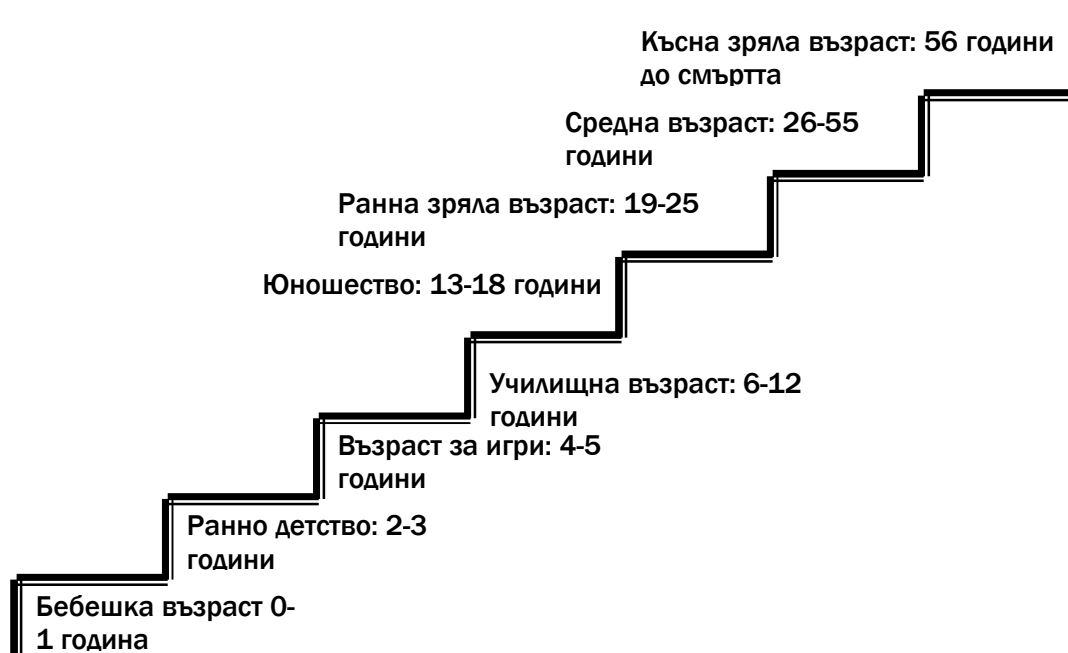 Късна зряла възраст: 56 години
до смъртта
Средна възраст: 26-55
години
Ранна зряла възраст: 19-25
години
Юношество: 13-18 години
Училищна възраст: 6-12
години
Възраст за игри: 4-5
години
Ранно детство: 2-3
години
Бебешка възраст 0-
1 година